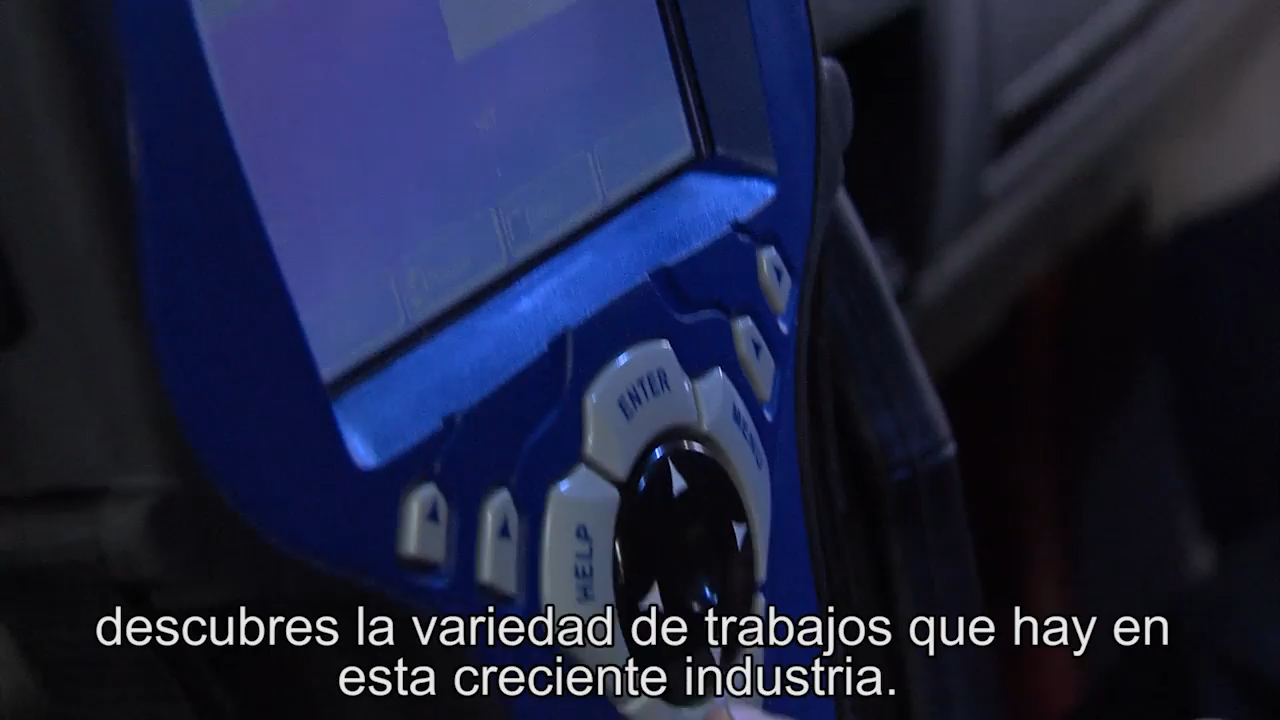 ENTER
MENU
HELP
descubres la variedad de trabajos que hay en
esta creciente industria.